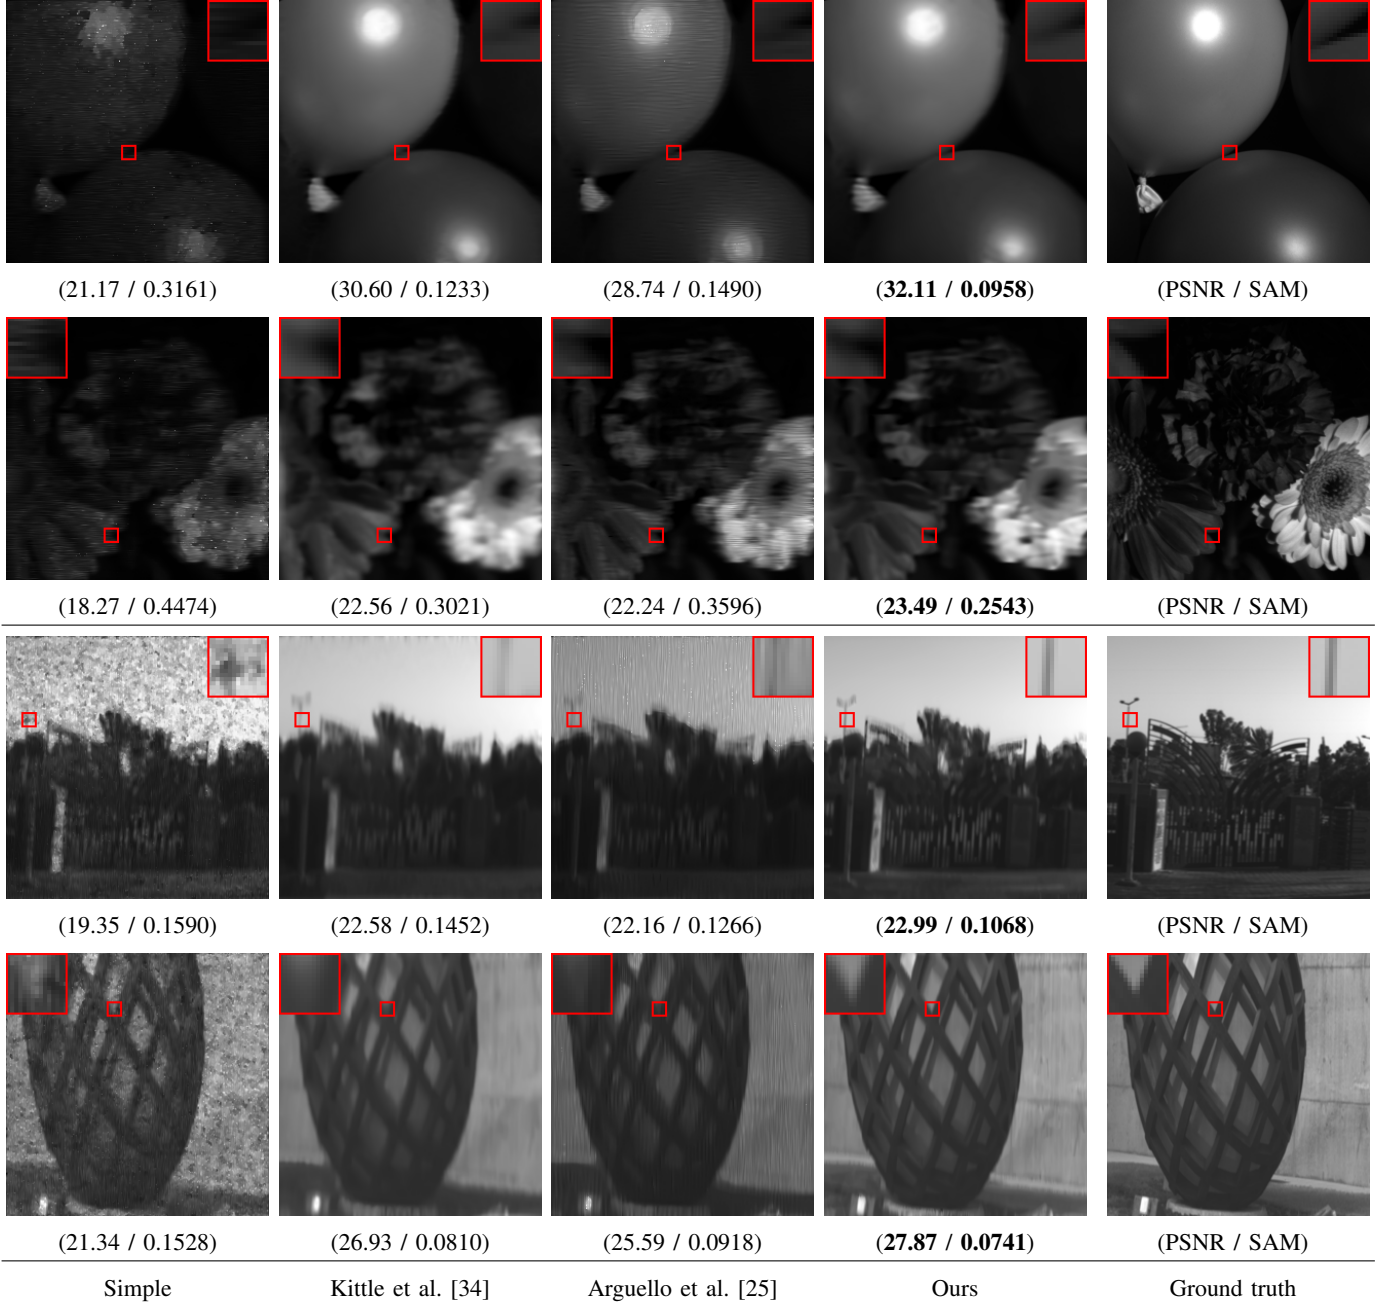 (21.17 / 0.3161) (30.60 / 0.1233) (28.74 / 0.1490) (32.11 / 0.0958) (PSNR / SAM)
(18.27 / 0.4474) (22.56 / 0.3021) (22.24 / 0.3596) (23.49 / 0.2543) (PSNR / SAM)
(19.35 / 0.1590) (22.58 / 0.1452) (22.16 / 0.1266) (22.99 / 0.1068) (PSNR / SAM)
(21.34 / 0.1528) (26.93 / 0.0810) (25.59 / 0.0918) (27.87 / 0.0741) (PSNR / SAM)
Simple Kittle et al. [34] Arguello et al. [25] Ours Ground truth